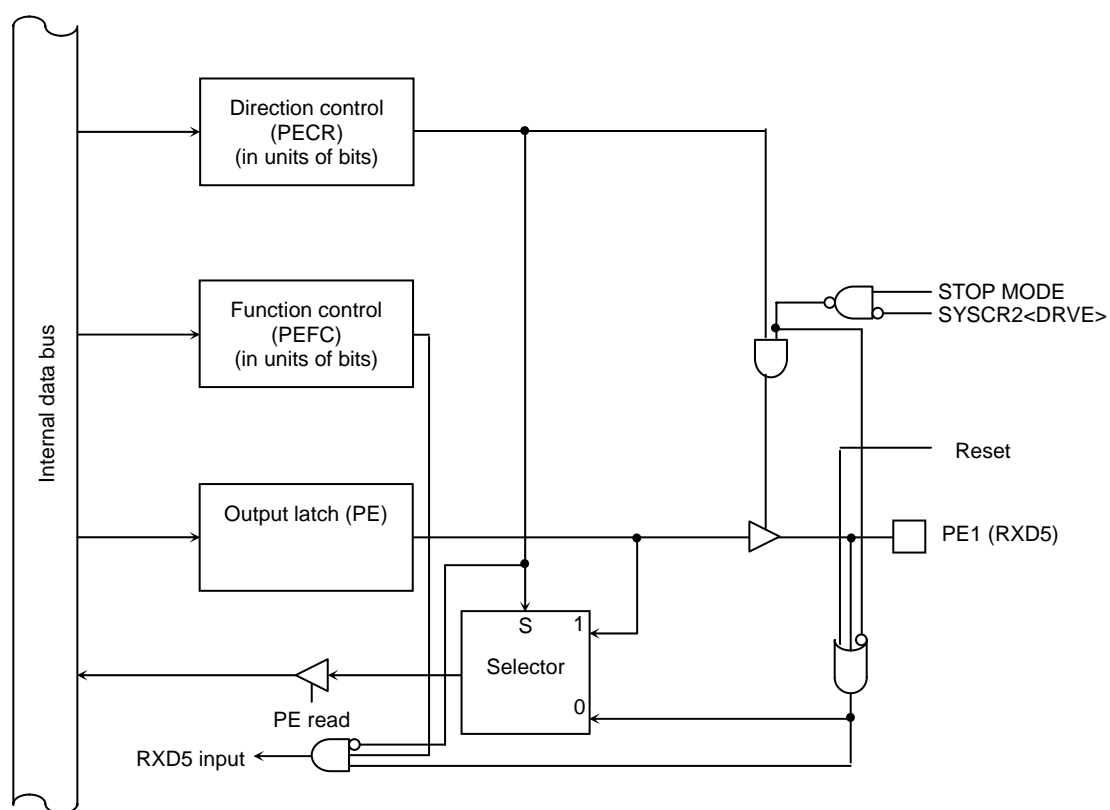 Internal data bus
Direction control
(PECR)
(in units of bits)
Function control
(PEFC)
(in units of bits)
STOP MODE
SYSCR2<DRVE>
Reset
Output latch (PE)
PE1 (RXD5)
S
1
Selector
0
PE read
RXD5 input